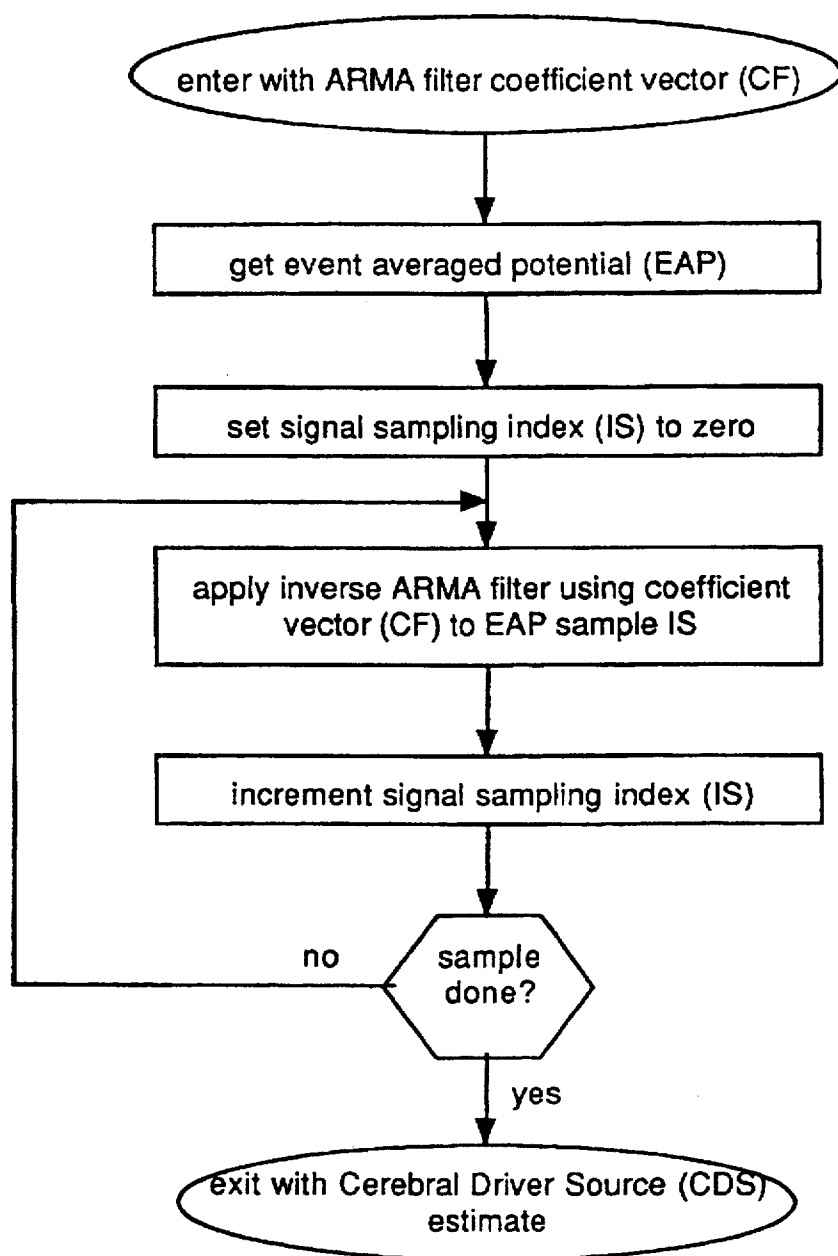 enter with ARMA filter coefficient vector (CF)
get event averaged potential (EAP)
set signal sampling index (IS) to zero
apply inverse ARMA filter using coefficient
vector (CF) to EAP sample IS
increment signal sampling index (IS)
no
sample
done?
yes
exit with Cerebral Driver Source (CDS)
estimate